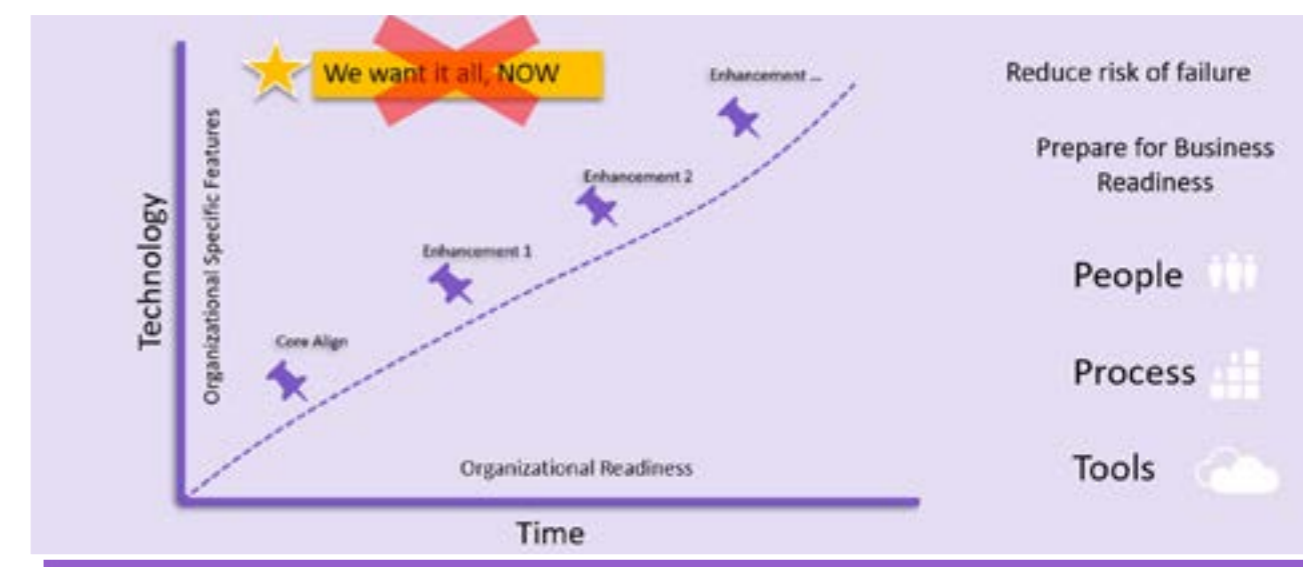 We want it all, NOW
Enhancement ...
Enhancement 2
Enhancement 1
Core Align
Technology
Organizational Specific Features
Organizational Readiness
Time
Reduce risk of failure
Prepare for Business
Readiness
People
Process
Tools